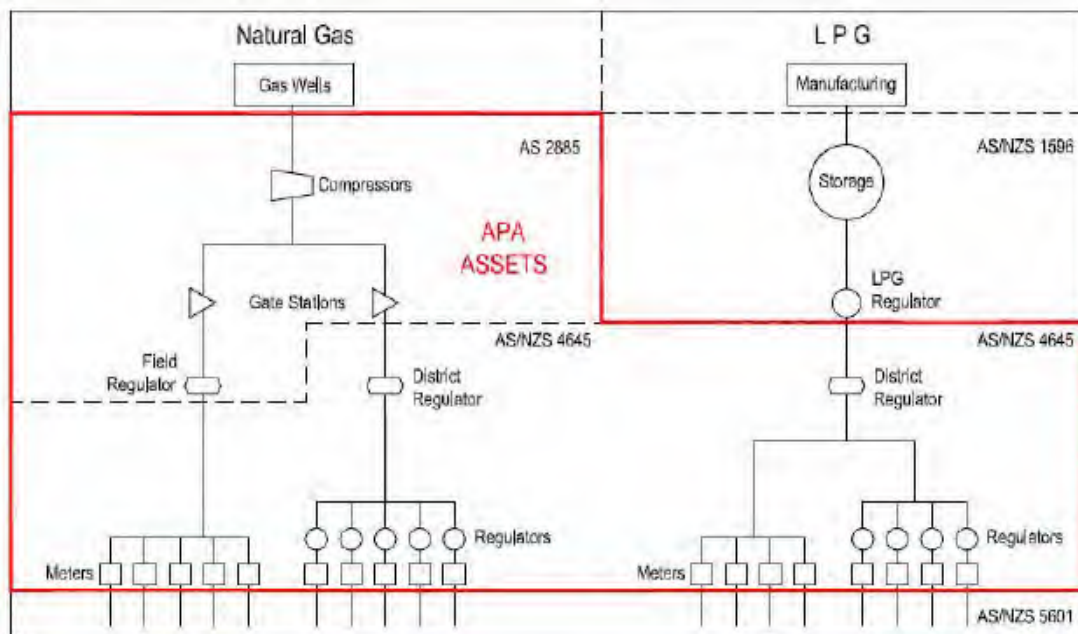 Natural Gas
L P G
Gas Wells
Manufacturing
AS 2885
AS/NZS 1596
Compressors
Storage
APA
ASSETS
LPG
Regulator
Gate Stations
AS/NZS 4645
AS/NZS 4645
Field
Regulator
District
Regulator
District
Regulator
Regulators
Regulators
Meters
Meters
AS/NZS 5601